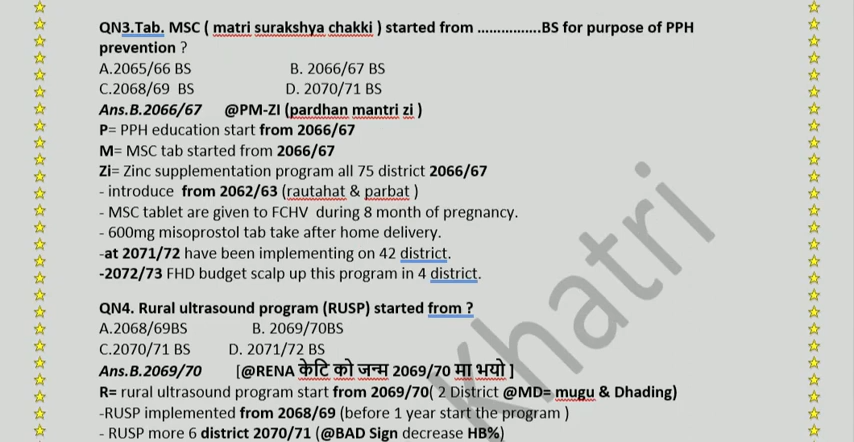 QN3.Tab. MSC ( matri surakshya chakki ) started from ................BS for purpose of PPH
prevention ?
A.2065/66 BS B. 2066/67 BS
C.2068/69 BS D. 2070/71 BS
Ans.B.2066/67 @PM-ZI (pardhan mantri zi )
P= PPH education start from 2066/67
M= MSC tab started from 2066/67
Zi= Zinc supplementation program all 75 district 2066/67
- introduce from 2062/63 (rautahat & parbat )
- MSC tablet are given to FCHV during 8 month of pregnancy.
- 600mg misoprostol tab take after home delivery.
-at 2071/72 have been implementing on 42 district.
-2072/73 FHD budget scalp up this program in 4 district.
QN4. Rural ultrasound program (RUSP) started from ?
A.2068/69BS B. 2069/70BS
C.2070/71 BS D. 2071/72 BS
Ans.B.2069/70 [@RENA केटि को जन्म 2069/70 मा भयो ]
R= rural ultrasound program start from 2069/70( 2 District @MD= mugu & Dhading)
-RUSP implemented from 2068/69 (before 1 year start the program )
- RUSP more 6 district 2070/71 (@BAD Sign decrease HB%)
Khatri